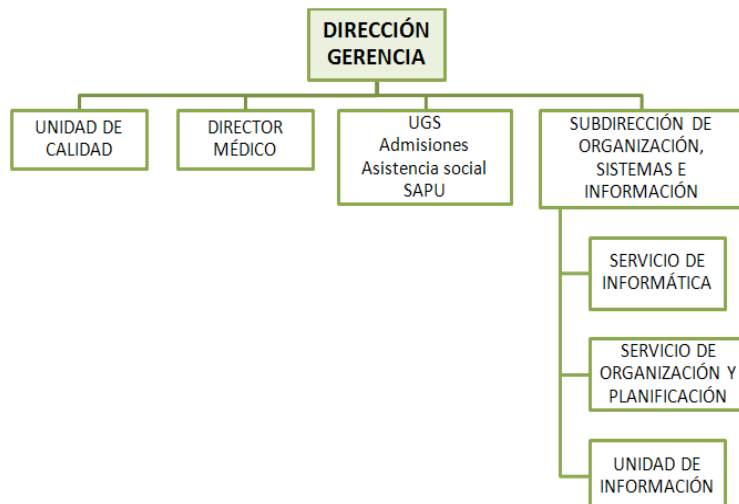 DIRECCIÓN
GERENCIA
UNIDAD DE
CALIDAD
DIRECTOR
MÉDICO
UGS
Admisiones
Asistencia social
SAPU
SUBDIRECCIÓN DE
ORGANIZACIÓN,
SISTEMAS E
INFORMACIÓN
SERVICIO DE
INFORMÁTICA
SERVICIO DE
ORGANIZACIÓN Y
PLANIFICACIÓN
UNIDAD DE
INFORMACIÓN